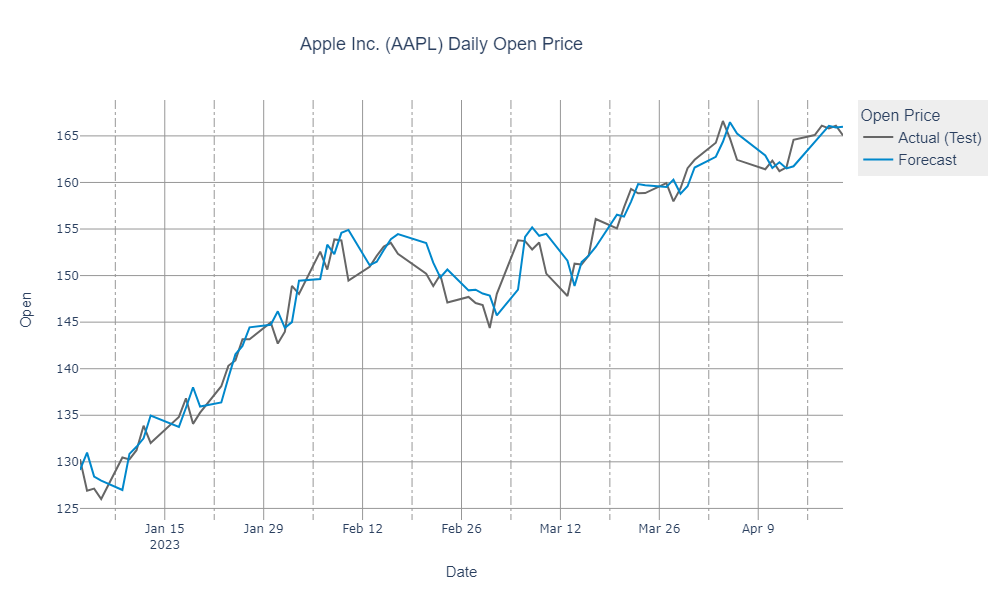 Apple Inc. (AAPL) Daily Open Price
Open Price
Actual (Test)
Forecast
165
160
155
150
145
140
135
130
125
Open
Jan 15
2023
Jan 29
Feb 12
Feb 26
Mar 12
Mar 26
Apr 9
Date